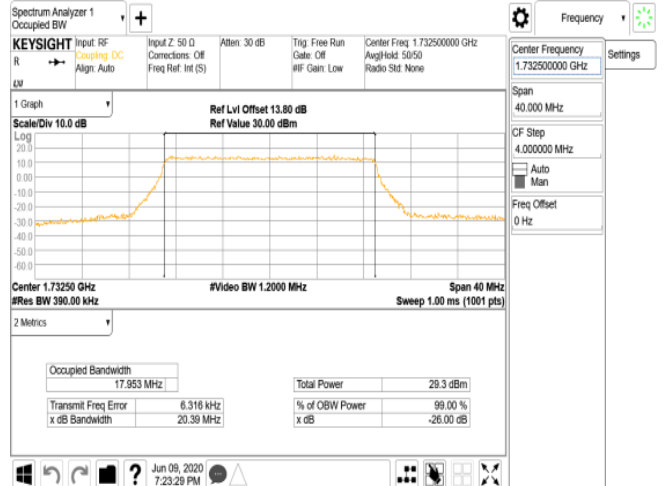 Spectrum Analyzer 1
Occupied BW
Frequency
KEYSIGHT
Input: RF
Coupling: DC
Align: Auto
Input Z: 50 Ω
Corrections: Off
Freq Ref: Int (S)
Atten: 30 dB
Trig: Free Run
Gate: Off
#IF Gain: Low
Center Freq: 1.732500000 GHz
Avg|Hold: 50/50
Radio Std: None
R
LXI
Center Frequency
1.732500000 GHz
Settings
Span
40.000 MHz
CF Step
4.000000 MHz
Auto
Man
Freq Offset
0 Hz
1 Graph
Scale/Div 10.0 dB
Ref Lvl Offset 13.80 dB
Ref Value 30.00 dBm
Log
20.0
10.0
0.00
-10.0
-20.0
-30.0
-40.0
-50.0
-60.0
Center 1.73250 GHz
#Video BW 1.2000 MHz
Span 40 MHz
#Res BW 390.00 kHz
Sweep 1.00 ms (1001 pts)
2 Metrics
Occupied Bandwidth
17.953 MHz
Total Power 29.3 dBm
Transmit Freq Error 6.316 kHz
% of OBW Power 99.00 %
x dB Bandwidth 20.39 MHz
x dB -26.00 dB
Jun 09, 2020
7:23:29 PM